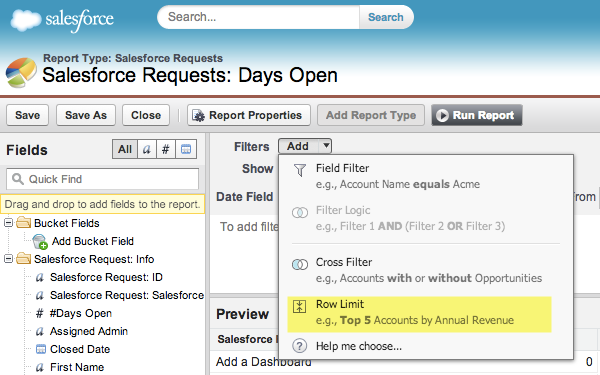 salesforce
Search...
Search
Report Type: Salesforce Requests
Salesforce Requests: Days Open
Save
Save As
Close
Report Properties
Add Report Type
Run Report
Fields
All
a
#
Quick Find
Drag and drop to add fields to the report.
Bucket Fields
Add Bucket Field
Salesforce Request: Info
a Salesforce Request: ID
a Salesforce Request: Salesforce
# #Days Open
a Assigned Admin
Closed Date
a First Name
Filters
Add
Show
Date Field
From
To add filte
Field Filter
e.g., Account Name equals Acme
Filter Logic
e.g., Filter 1 AND (Filter 2 OR Filter 3)
Cross Filter
e.g., Accounts with or without Opportunities
Row Limit
e.g., Top 5 Accounts by Annual Revenue
? Help me choose...
Preview
Salesforce
Add a Dashboard
0